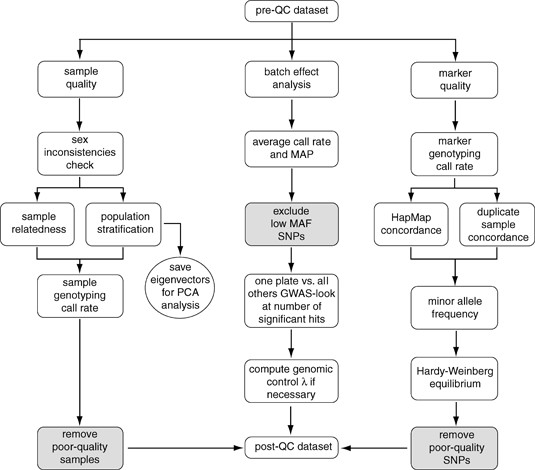 pre-QC dataset
sample
quality
batch effect
analysis
marker
quality
sex
inconsistencies
check
average call rate
and MAP
marker
genotyping
call rate
sample
relatedness
population
stratification
exclude
low MAF
SNPs
HapMap
concordance
duplicate
sample
concordance
save
eigenvectors
for PCA
analysis
sample
genotyping
call rate
one plate vs. all
others GWAS-look
at number of
significant hits
minor allele
frequency
compute genomic
control λ if
necessary
Hardy-Weinberg
equilibrium
remove
poor-quality
samples
post-QC dataset
remove
poor-quality
SNPs